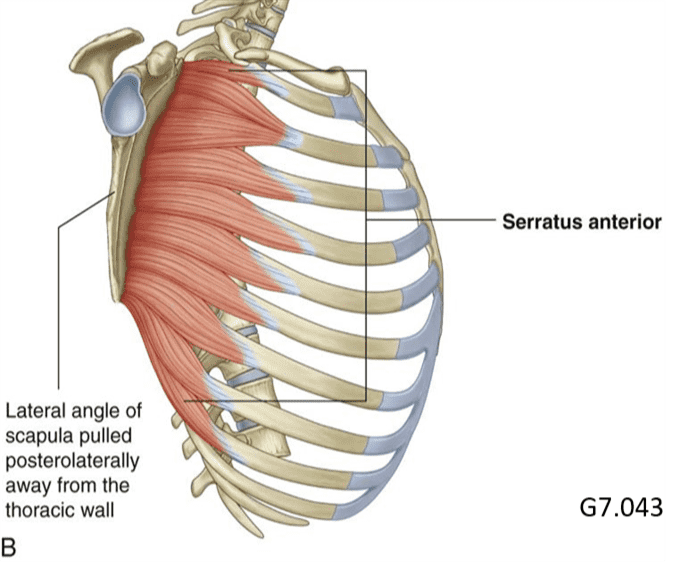 Serratus anterior
Lateral angle of
scapula pulled
posterolaterally
away from the
thoracic wall
G7.043
B